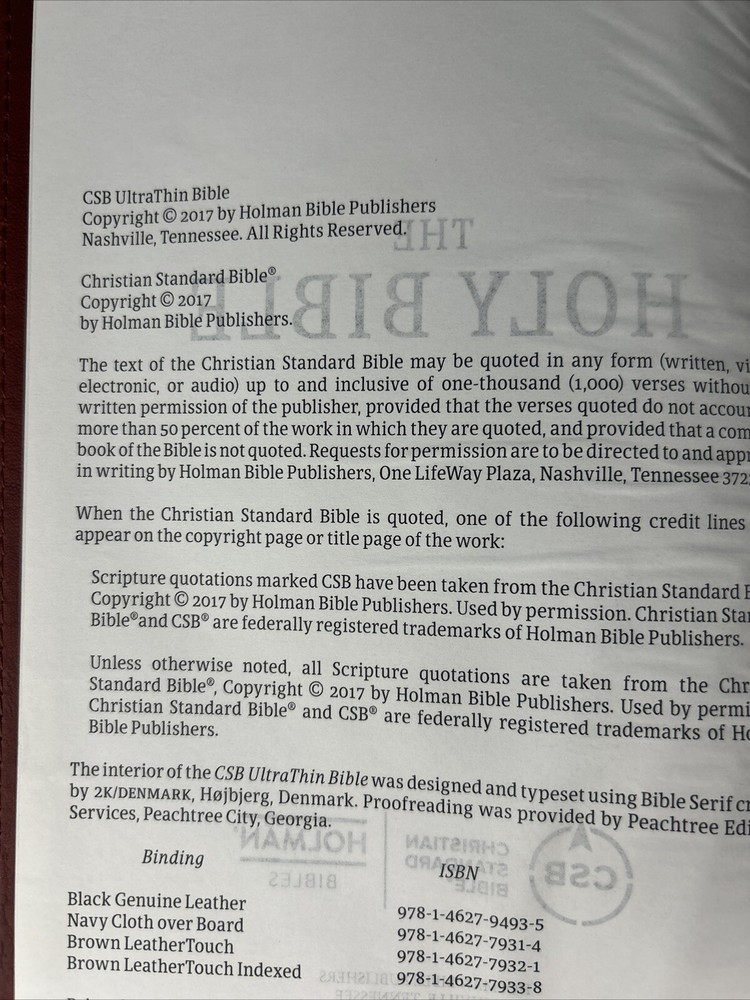 CSB UltraThin Bible
Copyright © 2017 by Holman Bible Publishers
Nashville, Tennessee. All Rights Reserved.
THE
HOLY BIBLE
Christian Standard Bible®
Copyright © 2017
by Holman Bible Publishers.
The text of the Christian Standard Bible may be quoted in any form (written,
electronic, or audio) up to and inclusive of one-thousand (1,000) verses
written permission of the publisher, provided that the verses quoted do not
more than 50 percent of the work in which they are quoted, and provided that a
book of the Bible is not quoted. Requests for permission are to be directed to and
in writing by Holman Bible Publishers, One LifeWay Plaza, Nashville, Tennessee
When the Christian Standard Bible is quoted, one of the following credit lines
appear on the copyright page or title page of the work:
Scripture quotations marked CSB have been taken from the Christian Standard
Copyright © 2017 by Holman Bible Publishers. Used by permission. Christian
Bible®and CSB® are federally registered trademarks of Holman Bible Publishers.
Unless otherwise noted, all Scripture quotations are taken from the
Standard Bible®, Copyright © 2017 by Holman Bible Publishers. Used by
Christian Standard Bible® and CSB® are federally registered trademarks of
Bible Publishers.
The interior of the CSB UltraThin Bible was designed and typeset using Bible Serif
by 2K/DENMARK, Højbjerg, Denmark. Proofreading was provided by Peachtree
Services, Peachtree City, Georgia.
HOLMAN
BIBLES
CHRISTIAN
STANDARD
BIBLE
CSB
Binding ISBN
Black Genuine Leather 978-1-4627-9493-5
Navy Cloth over Board 978-1-4627-7931-4
Brown LeatherTouch 978-1-4627-7932-1
Brown LeatherTouch Indexed 978-1-4627-7933-8